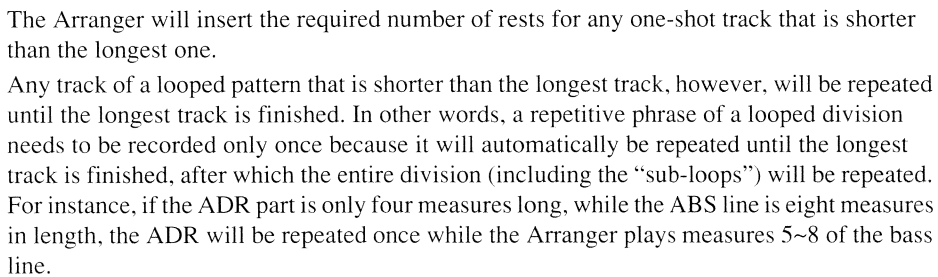 The Arranger will insert the required number of rests for any one-shot track that is shorter
than the longest one.
Any track of a looped pattern that is shorter than the longest track, however, will be repeated
until the longest track is finished. In other words, a repetitive phrase of a looped division
needs to be recorded only once because it will automatically be repeated until the longest
track is finished, after which the entire division (including the “sub-loops”) will be repeated.
For instance, if the ADR part is only four measures long, while the ABS line is eight measures
in length, the ADR will be repeated once while the Arranger plays measures 5~8 of the bass
line.